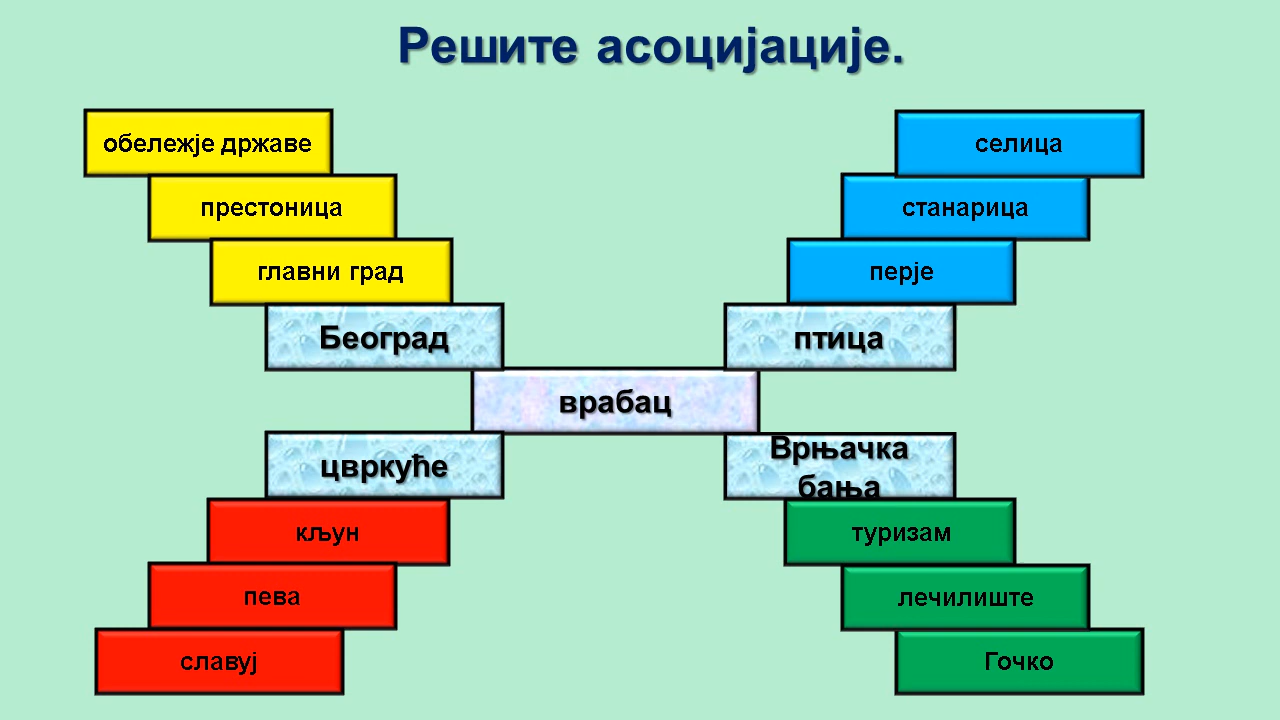 Решите асоцијације.
обележје државе
престоница
главни град
Београд
селица
станарица
перје
птица
врабац
цвркуће
кљун
пева
славуј
Врњачка
бања
туризам
лечилиште
Гочко